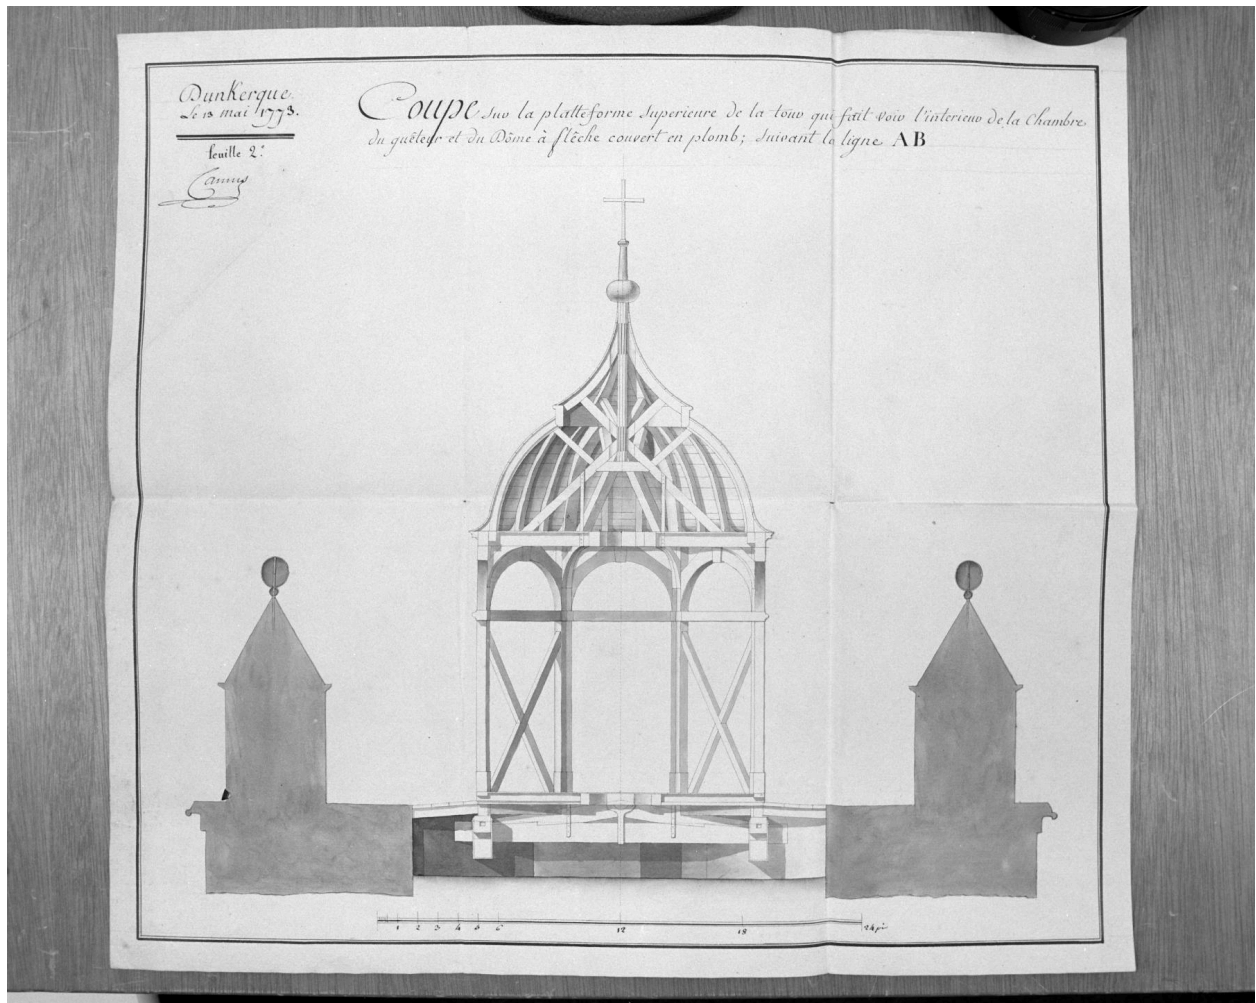 Dunkerque.
Le 13 mai 1773.
feuille 2.e
Coupe sur la platteforme superieure de la tour qui fait voir l'interieur de la Chambre
du guêteur et du Dôme à flêche couvert en plomb; suivant la ligne AB
1 2 3 4 5 6 12 18 24 pi